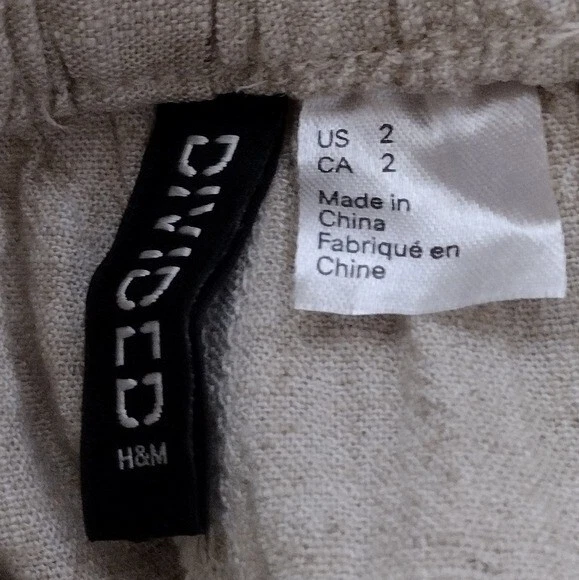 DIVIDED
H&M
US 2
CA 2
Made in
China
Fabriqué en
Chine